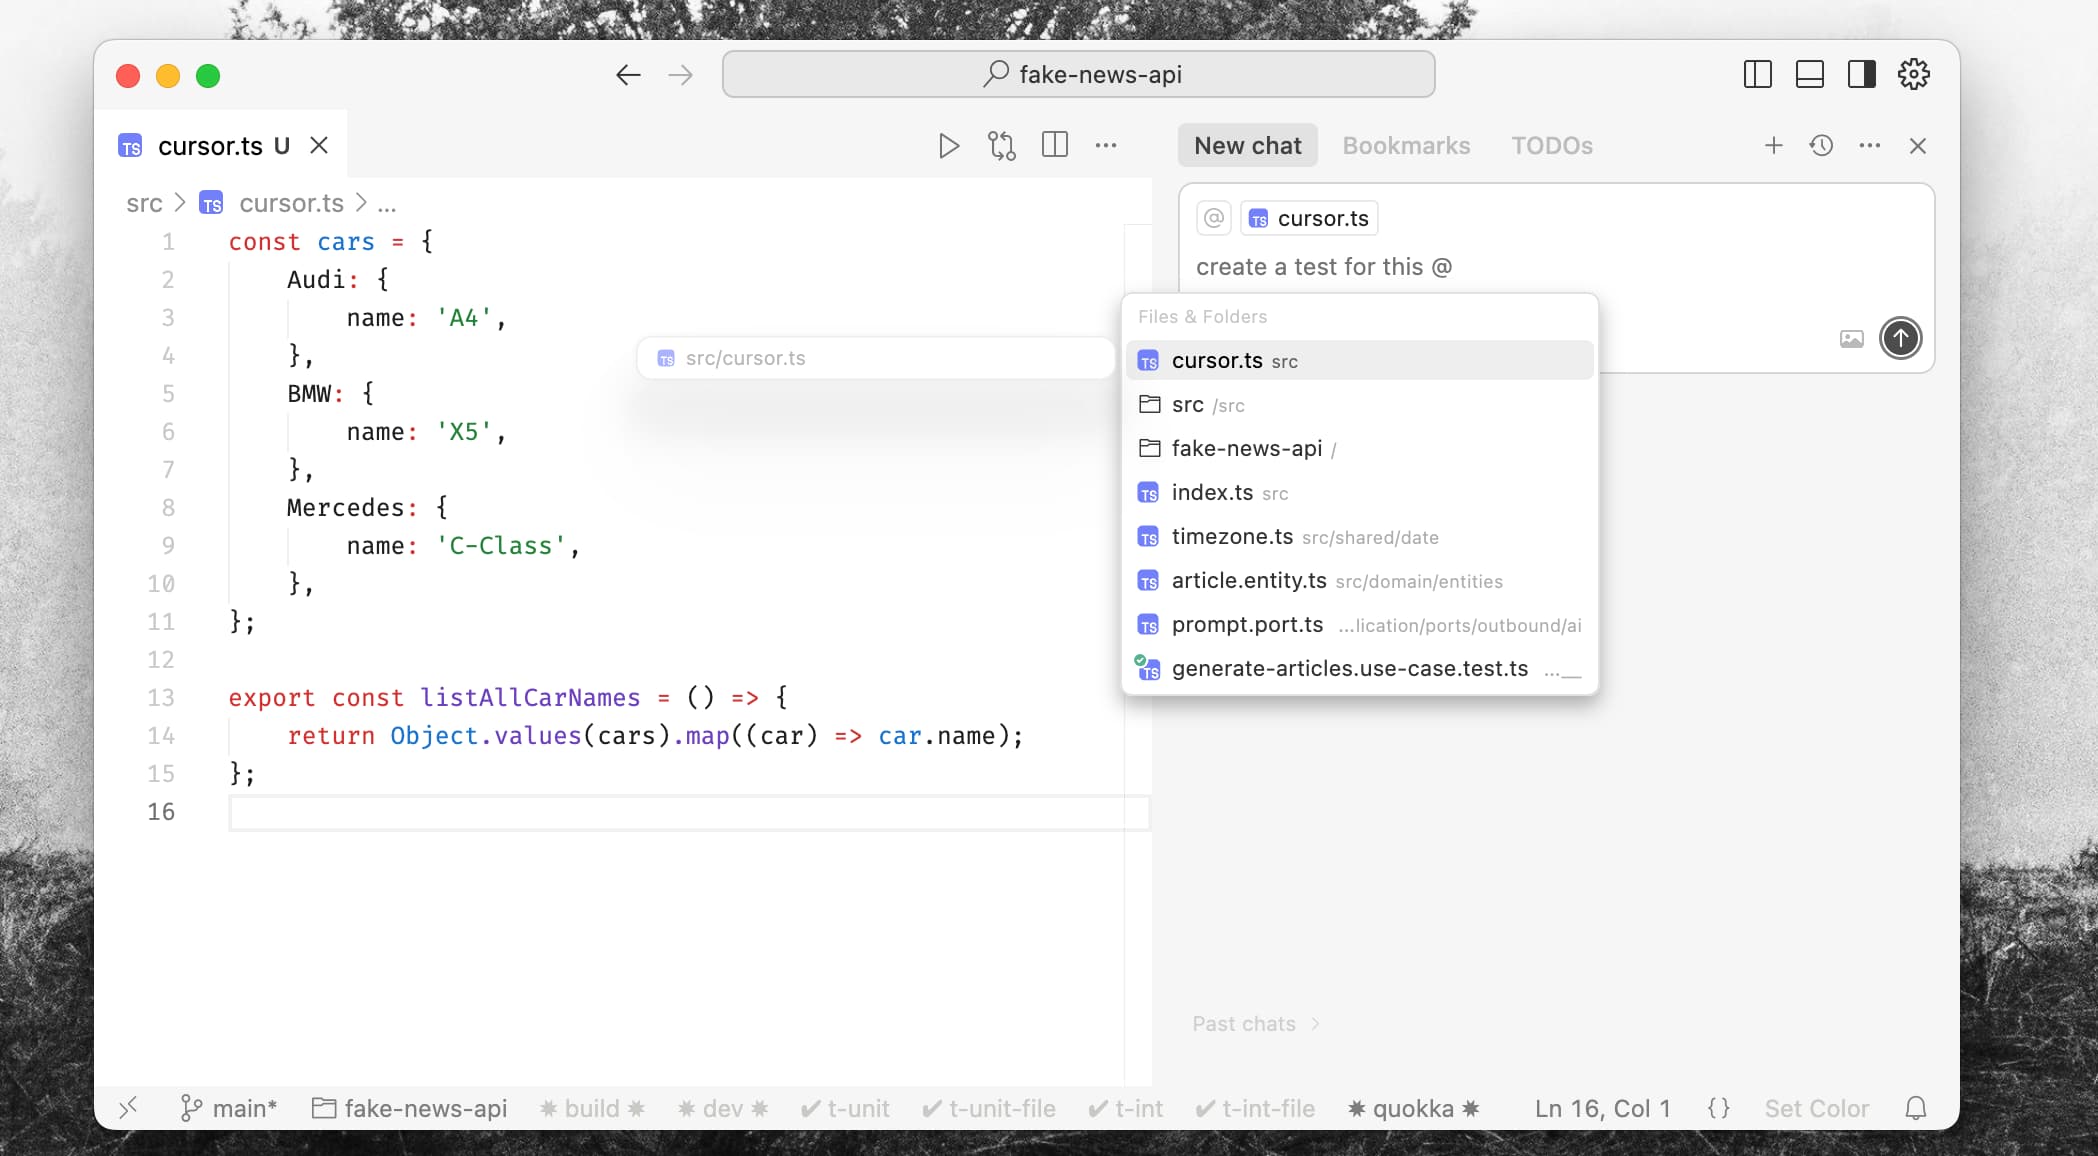 fake-news-api
TS cursor.ts U
New chat Bookmarks TODOs
src > TS cursor.ts > ...
1 const cars = {
2 Audi: {
3 name: 'A4',
4 },
5 BMW: {
6 name: 'X5',
7 },
8 Mercedes: {
9 name: 'C-Class',
10 },
11 };
12
13 export const listAllCarNames = () => {
14 return Object.values(cars).map((car) => car.name);
15 };
16
TS src/cursor.ts
@ TS cursor.ts
create a test for this @
Files & Folders
TS cursor.ts src
src /src
fake-news-api /
TS index.ts src
TS timezone.ts src/shared/date
TS article.entity.ts src/domain/entities
TS prompt.port.ts ...lication/ports/outbound/ai
TS generate-articles.use-case.test.ts ...__
Past chats >
main* fake-news-api build dev t-unit t-unit-file t-int t-int-file quokka Ln 16, Col 1 {} Set Color